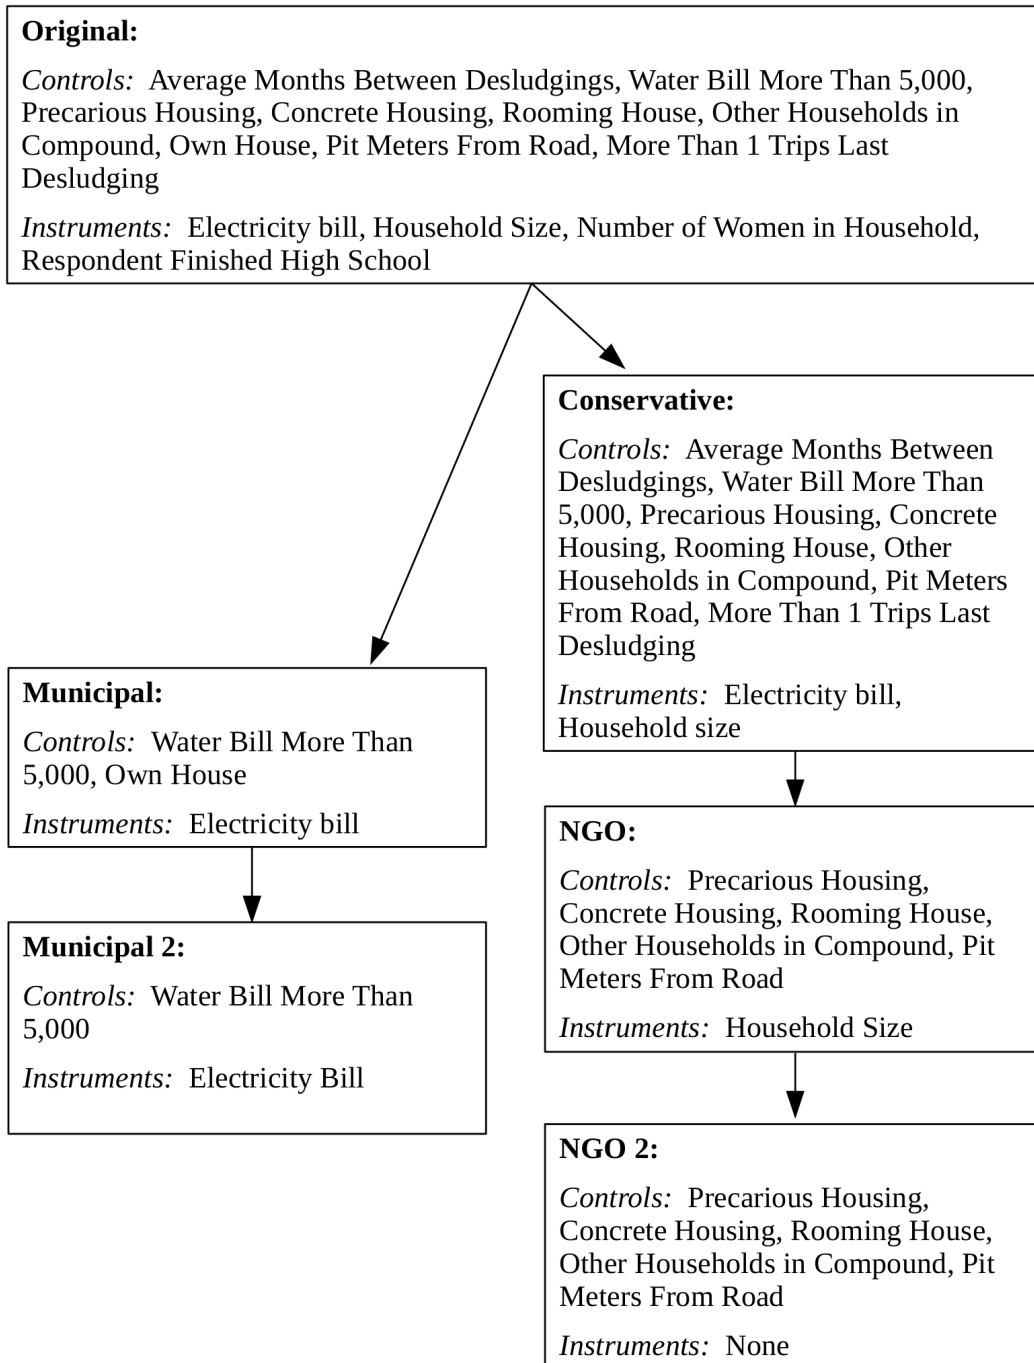 Original:
Controls: Average Months Between Desludgings, Water Bill More Than 5,000,
Precarious Housing, Concrete Housing, Rooming House, Other Households in
Compound, Own House, Pit Meters From Road, More Than 1 Trips Last
Desludging
Instruments: Electricity bill, Household Size, Number of Women in Household,
Respondent Finished High School
Conservative:
Controls: Average Months Between
Desludgings, Water Bill More Than
5,000, Precarious Housing, Concrete
Housing, Rooming House, Other
Households in Compound, Pit Meters
From Road, More Than 1 Trips Last
Desludging
Instruments: Electricity bill,
Household size
Municipal:
Controls: Water Bill More Than
5,000, Own House
Instruments: Electricity bill
NGO:
Controls: Precarious Housing,
Concrete Housing, Rooming House,
Other Households in Compound, Pit
Meters From Road
Instruments: Household Size
Municipal 2:
Controls: Water Bill More Than
5,000
Instruments: Electricity Bill
NGO 2:
Controls: Precarious Housing,
Concrete Housing, Rooming House,
Other Households in Compound, Pit
Meters From Road
Instruments: None